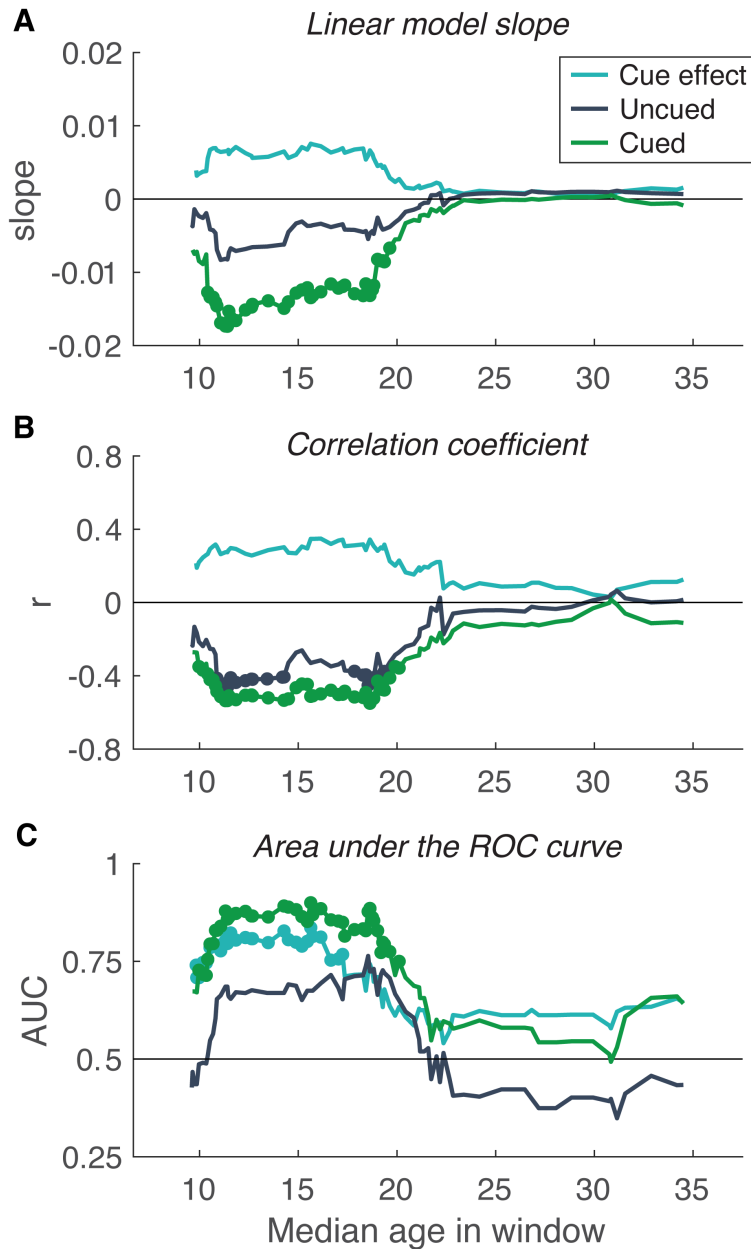 A
Linear model slope
0.02
0.01
0
-0.01
-0.02
slope
Cue effect
Uncued
Cued
10 15 20 25 30 35
B
Correlation coefficient
0.8
0.4
0
-0.4
-0.8
r
10 15 20 25 30 35
C
Area under the ROC curve
1
0.75
0.5
0.25
AUC
10 15 20 25 30 35
Median age in window